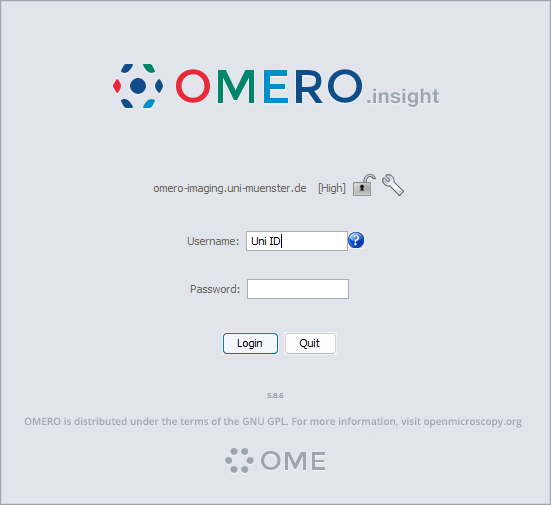 OMERO.insight
omero-imaging.uni-muenster.de [High]
Username: Uni ID ?
Password:
Login Quit
5.8.6
OMERO is distributed under the terms of the GNU GPL. For more information, visit openmicroscopy.org
OME